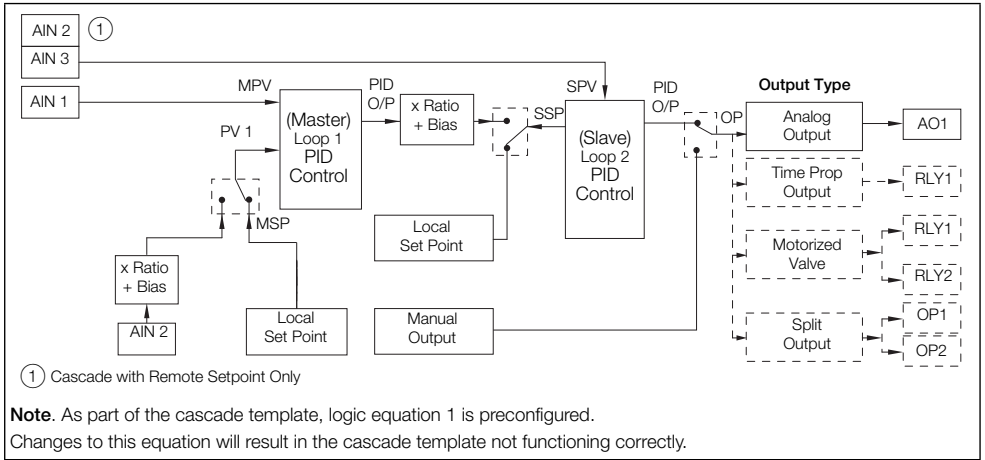 AIN 2
1
AIN 3
AIN 1
MPV
(Master)
Loop 1
PID
Control
PID
O/P
x Ratio
+ Bias
SSP
SPV
(Slave)
Loop 2
PID
Control
PID
O/P
OP
Output Type
Analog
Output
AO1
Time Prop
Output
RLY1
Motorized
Valve
RLY1
RLY2
Split
Output
OP1
OP2
PV 1
MSP
x Ratio
+ Bias
AIN 2
Local
Set Point
Local
Set Point
Manual
Output
1 Cascade with Remote Setpoint Only
Note. As part of the cascade template, logic equation 1 is preconfigured.
Changes to this equation will result in the cascade template not functioning correctly.